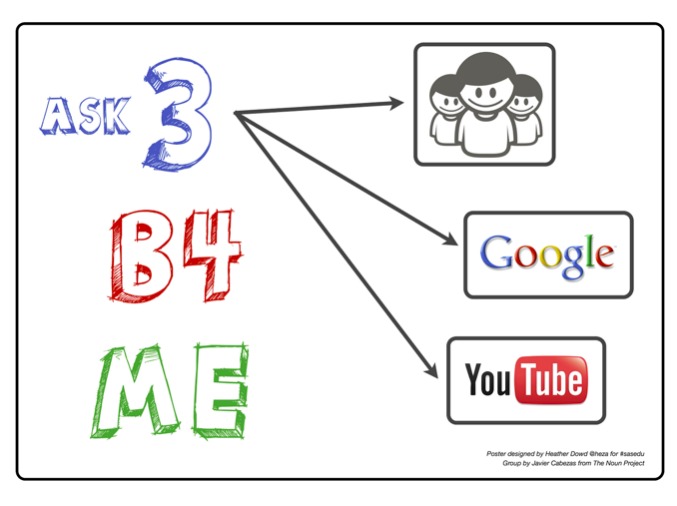 ASK 3
B4
ME
Google
YouTube
Poster designed by Heather Dowd @heza for #sasedu
Group by Javier Cabezas from The Noun Project